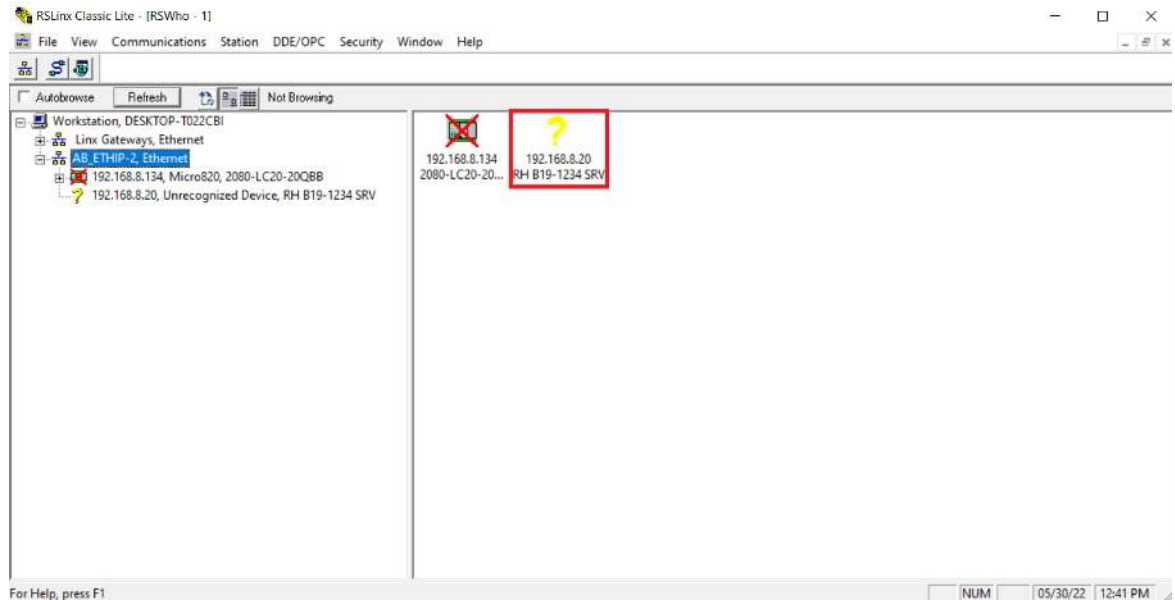 RSLinx Classic Lite - [RSWho - 1]
File View Communications Station DDE/OPC Security Window Help
Autobrowse Refresh Not Browsing
Workstation, DESKTOP-T022CBI
Linx Gateways, Ethernet
AB_ETHIP-2, Ethernet
192.168.8.134, Micro820, 2080-LC20-20QBB
192.168.8.20, Unrecognized Device, RH B19-1234 SRV
192.168.8.134
2080-LC20-20...
192.168.8.20
RH B19-1234 SRV
For Help, press F1
NUM 05/30/22 12:41 PM